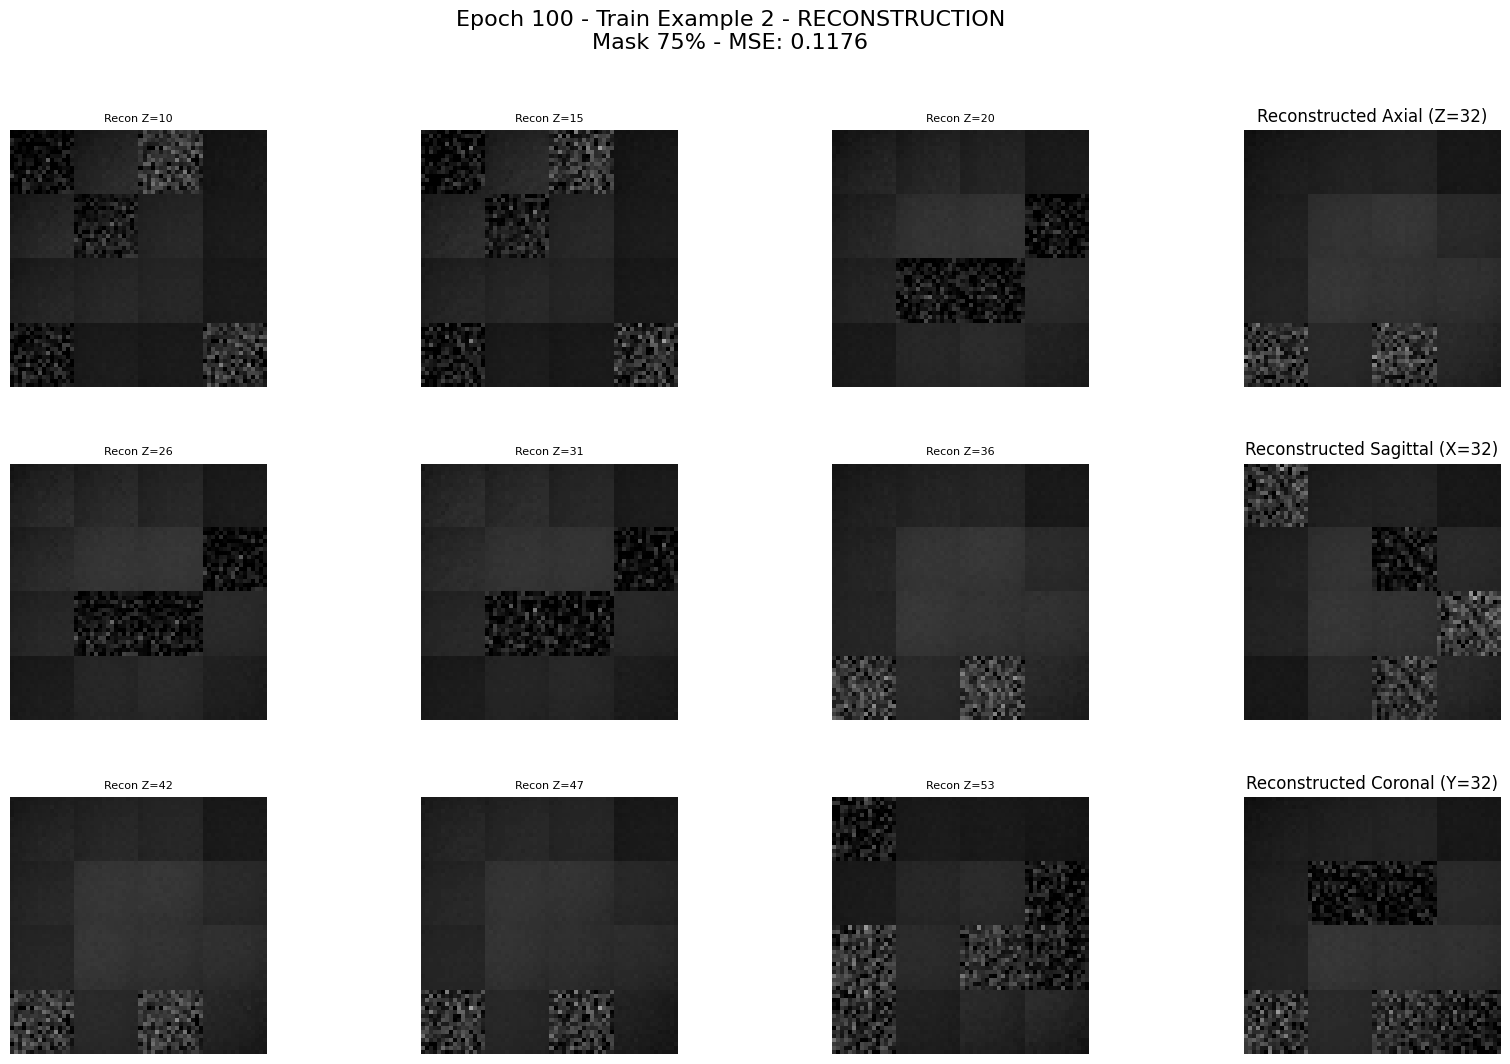 Epoch 100 - Train Example 2 - RECONSTRUCTION
Mask 75% - MSE: 0.1176
Recon Z=10
Recon Z=15
Recon Z=20
Reconstructed Axial (Z=32)
Recon Z=26
Recon Z=31
Recon Z=36
Reconstructed Sagittal (X=32)
Recon Z=42
Recon Z=47
Recon Z=53
Reconstructed Coronal (Y=32)